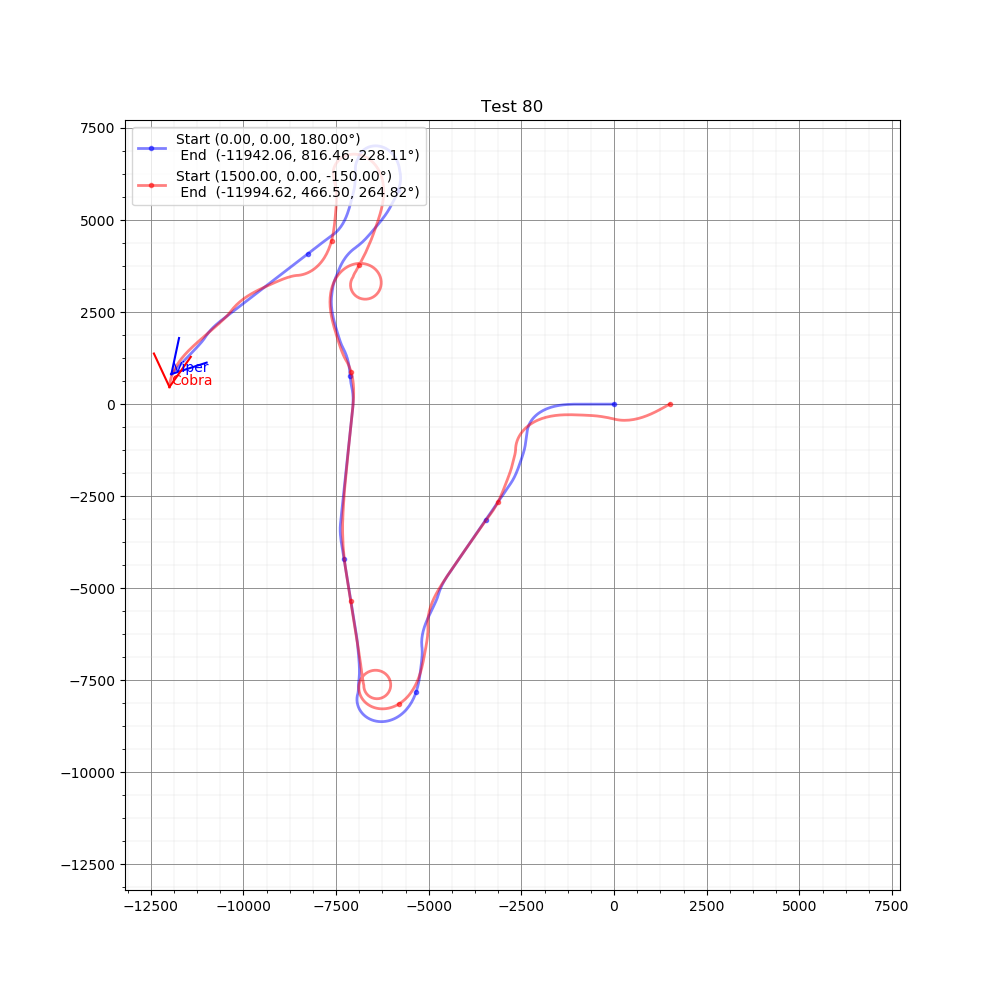 Test 80
Start (0.00, 0.00, 180.00°)
End (-11942.06, 816.46, 228.11°)
Start (1500.00, 0.00, -150.00°)
End (-11994.62, 466.50, 264.82°)
7500
5000
2500
0
−2500
−5000
−7500
−10000
−12500
Viper
Cobra
−12500 −10000 −7500 −5000 −2500 0 2500 5000 7500